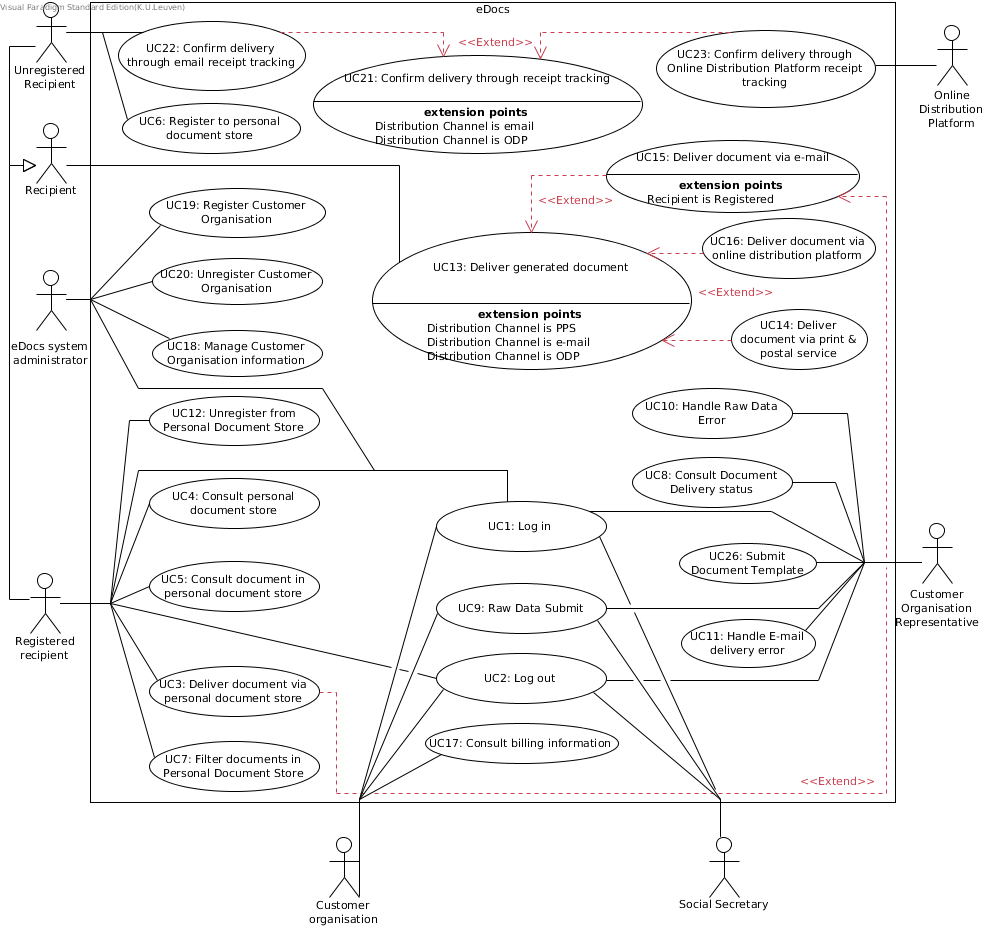 Visual Paradigm Standard Edition(K.U.Leuven)
eDocs
Unregistered
Recipient
UC22: Confirm delivery
through email receipt tracking
<<Extend>>
UC21: Confirm delivery through receipt tracking
extension points
Distribution Channel is email
Distribution Channel is ODP
UC23: Confirm delivery through
Online Distribution Platform receipt
tracking
Online
Distribution
Platform
UC6: Register to personal
document store
Recipient
UC15: Deliver document via e-mail
extension points
Recipient is Registered
<<Extend>>
UC19: Register Customer
Organisation
UC16: Deliver document via
online distribution platform
UC20: Unregister Customer
Organisation
UC13: Deliver generated document
extension points
Distribution Channel is PPS
Distribution Channel is e-mail
Distribution Channel is ODP
<<Extend>>
UC14: Deliver
document via print &
postal service
eDocs system
administrator
UC18: Manage Customer
Organisation information
UC12: Unregister from
Personal Document Store
UC10: Handle Raw Data
Error
UC4: Consult personal
document store
UC8: Consult Document
Delivery status
UC1: Log in
UC26: Submit
Document Template
UC5: Consult document in
personal document store
Customer
Organisation
Representative
UC9: Raw Data Submit
UC11: Handle E-mail
delivery error
Registered
recipient
UC3: Deliver document via
personal document store
UC2: Log out
UC17: Consult billing information
UC7: Filter documents in
Personal Document Store
<<Extend>>
Customer
organisation
Social Secretary